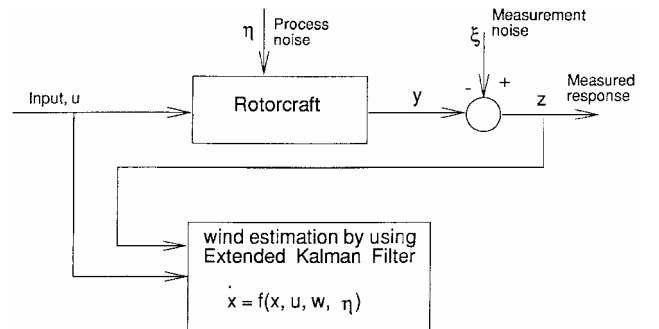 η Process
noise
Measurement
noise
ξ
Input, u
Rotorcraft
y
- +
z
Measured
response
wind estimation by using
Extended Kalman Filter
ẋ = f(x, u, w, η)